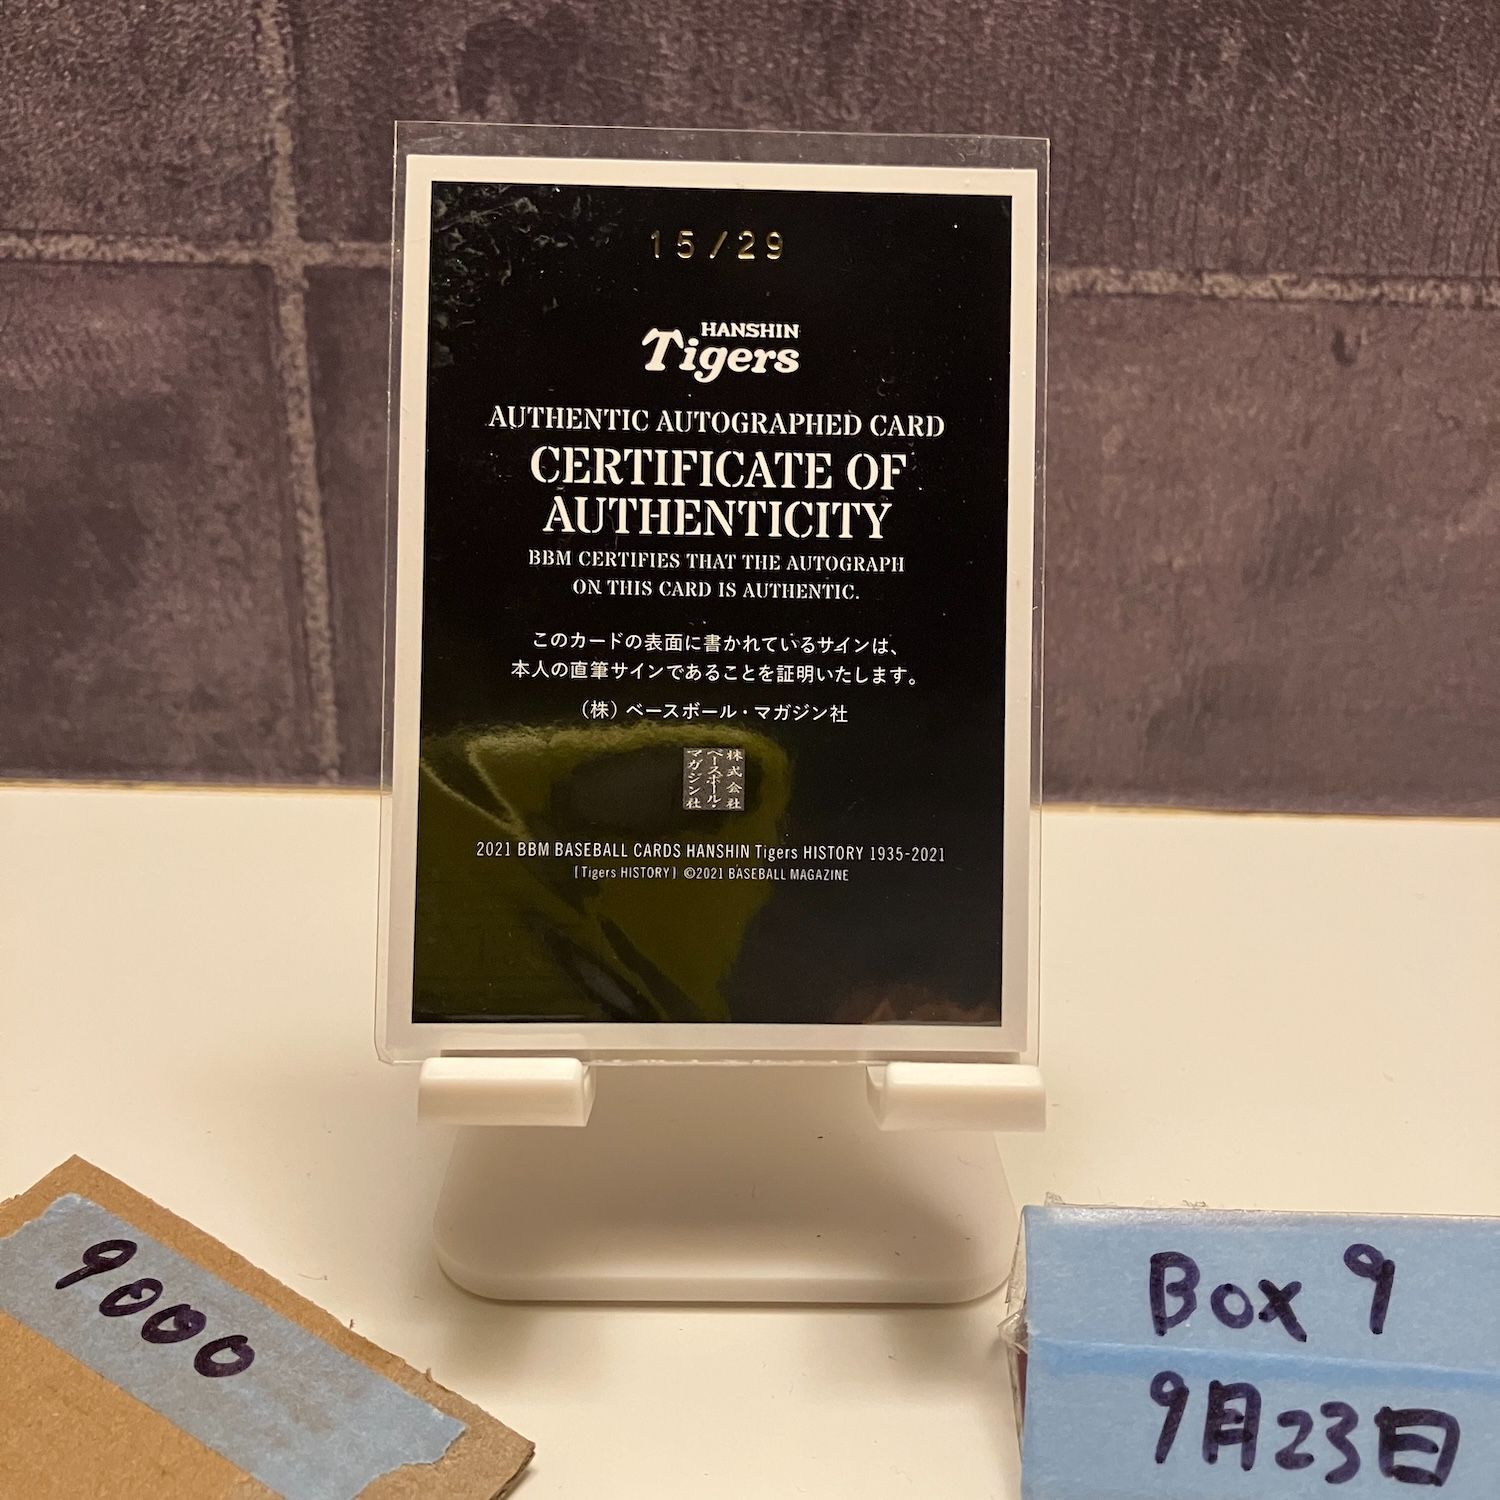 15/29
HANSHIN
Tigers
AUTHENTIC AUTOGRAPHED CARD
CERTIFICATE OF
AUTHENTICITY
BBM CERTIFIES THAT THE AUTOGRAPH
ON THIS CARD IS AUTHENTIC.
このカードの表面に書かれているサインは、
本人の直筆サインであることを証明いたします。
（株）ベースボール・マガジン社
株式会社
ベースボール・
マガジン社
2021 BBM BASEBALL CARDS HANSHIN Tigers HISTORY 1935-2021
[Tigers HISTORY] ©2021 BASEBALL MAGAZINE
9000
Box 9
9月23日